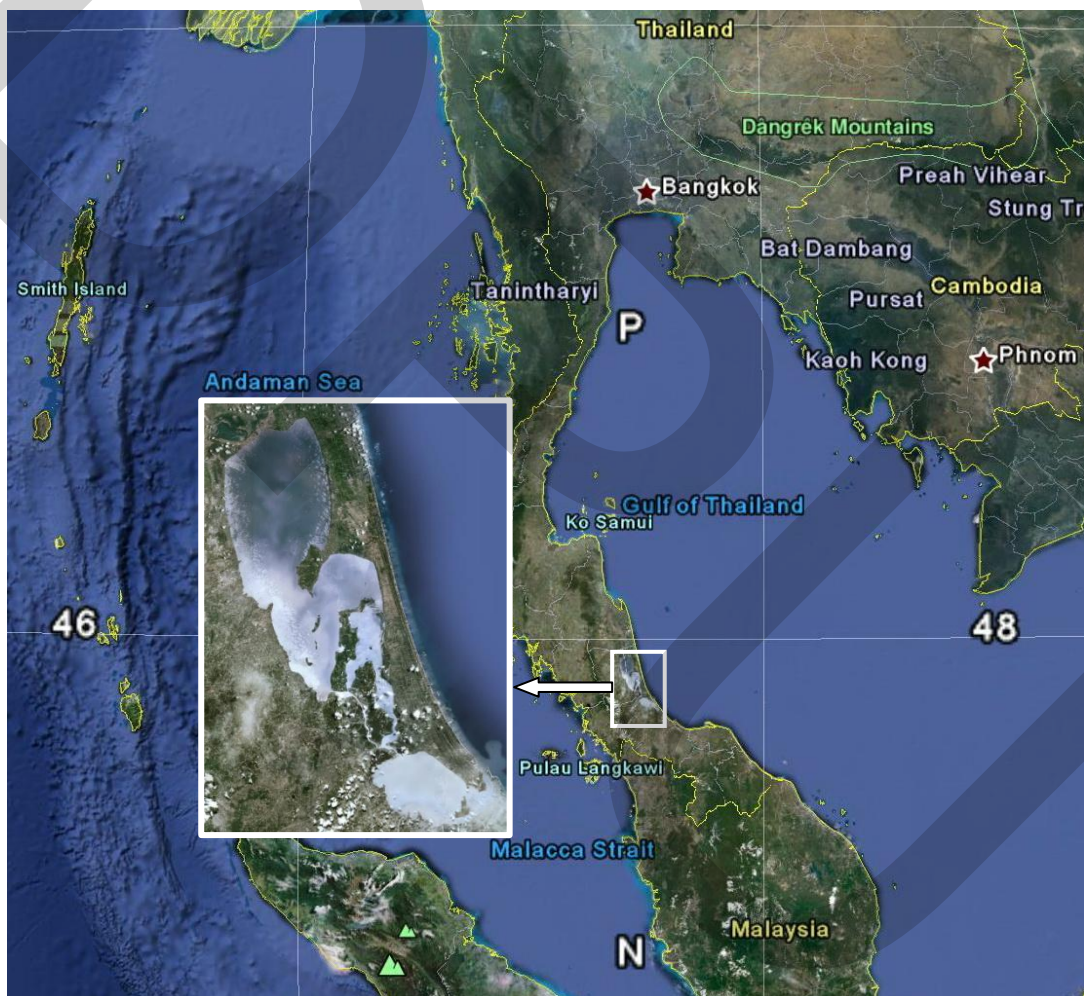 Thailand
Dângrêk Mountains
Bangkok
Preah Vihear
Stung Tr
Bat Dambang
Smith Island
Tanintharyi
Cambodia
Pursat
P
Phnom
Kaoh Kong
Andaman Sea
Gulf of Thailand
Ko Samui
46
48
Pulau Langkawi
Malacca Strait
Malaysia
N